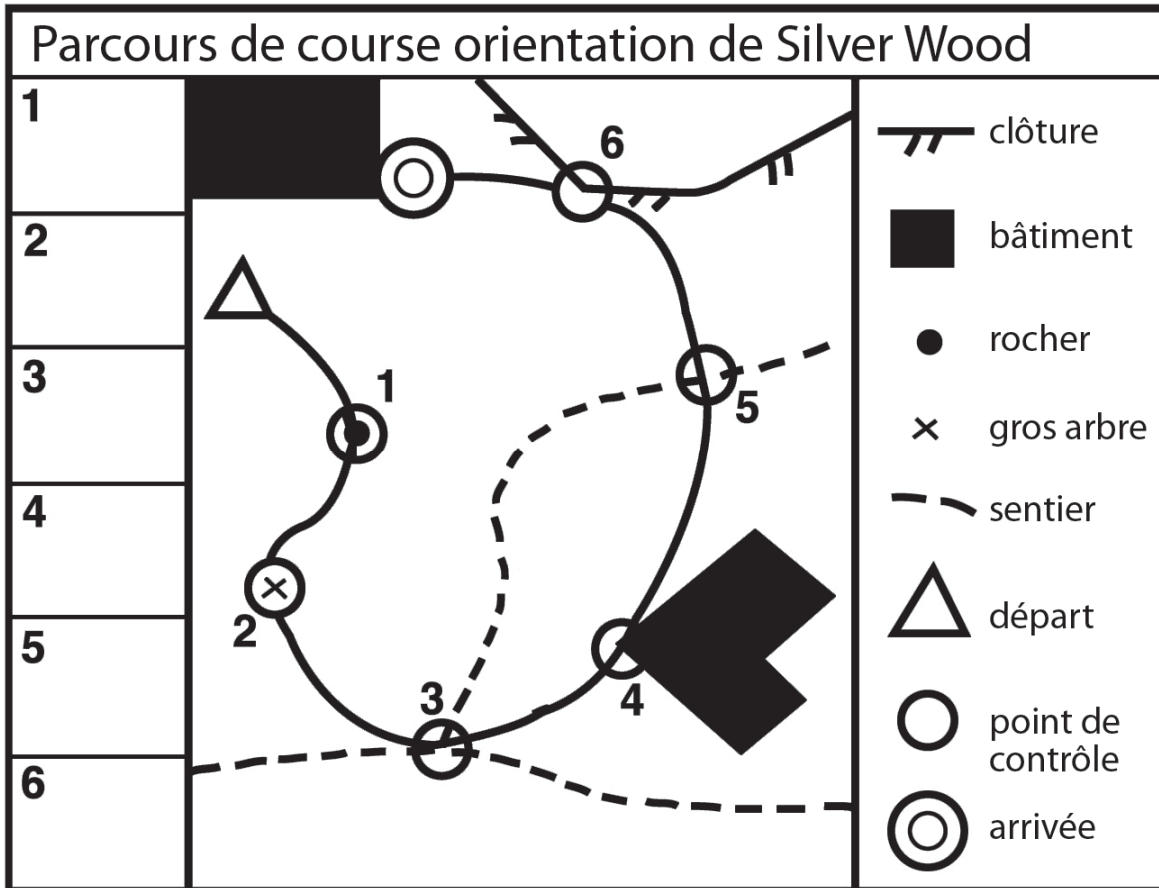 Parcours de course orientation de Silver Wood
1
2
3
4
5
6
6
1
5
2
3
4
clôture
bâtiment
rocher
gros arbre
sentier
départ
point de
contrôle
arrivée